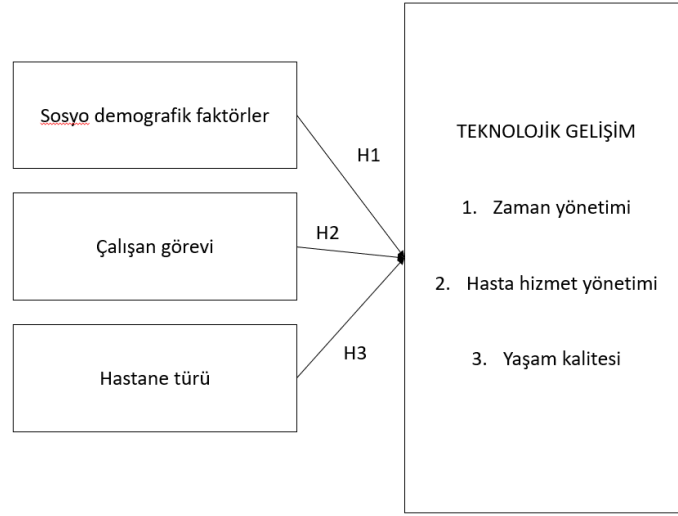 Sosyo demografik faktörler
H1
Çalışan görevi
H2
Hastane türü
H3
TEKNOLOJİK GELİŞİM
1. Zaman yönetimi
2. Hasta hizmet yönetimi
3. Yaşam kalitesi